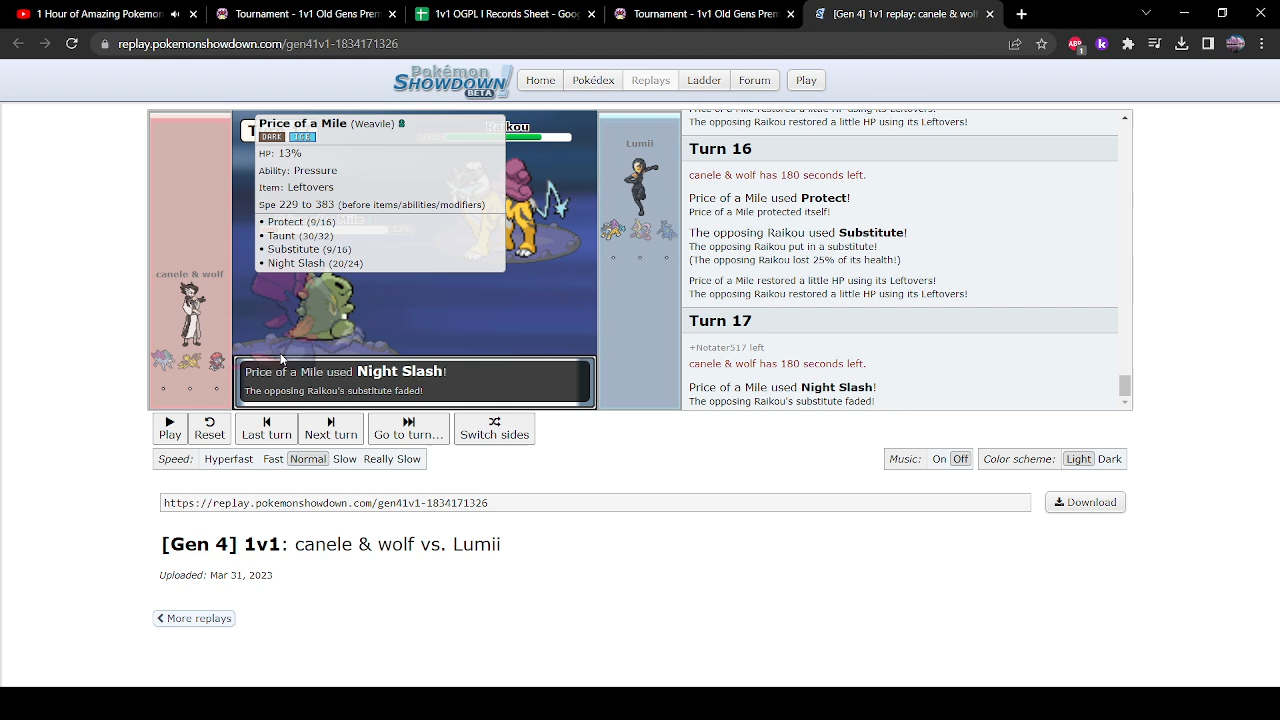 1 Hour of Amazing Pokemon
Tournament - 1v1 Old Gens Prem
1v1 OGPL I Records Sheet - Goo
Tournament - 1v1 Old Gens Prem
[Gen 4] 1v1 replay: canele & wolf
replay.pokemonshowdown.com/gen41v1-1834171326
Pokémon
SHOWDOWN!
BETA
Home Pokédex Replays Ladder Forum Play
Price of a Mile (Weavile)
DARK ICE
HP: 13%
Ability: Pressure
Item: Leftovers
Spe 229 to 383 (before items/abilities/modifiers)
• Protect (9/16)
• Taunt (30/32)
• Substitute (9/16)
• Night Slash (20/24)
Raikou
canele & wolf
Lumii
Price of a Mile used Night Slash!
The opposing Raikou's substitute faded!
Price of a Mile restored a little HP using its Leftovers!
The opposing Raikou restored a little HP using its Leftovers!
Turn 16
canele & wolf has 180 seconds left.
Price of a Mile used Protect!
Price of a Mile protected itself!
The opposing Raikou used Substitute!
The opposing Raikou put in a substitute!
(The opposing Raikou lost 25% of its health!)
Price of a Mile restored a little HP using its Leftovers!
The opposing Raikou restored a little HP using its Leftovers!
Turn 17
+Notater517 left
canele & wolf has 180 seconds left.
Price of a Mile used Night Slash!
The opposing Raikou's substitute faded!
Play Reset Last turn Next turn Go to turn... Switch sides
Speed: Hyperfast Fast Normal Slow Really Slow
Music: On Off Color scheme: Light Dark
https://replay.pokemonshowdown.com/gen41v1-1834171326
Download
[Gen 4] 1v1: canele & wolf vs. Lumii
Uploaded: Mar 31, 2023
More replays